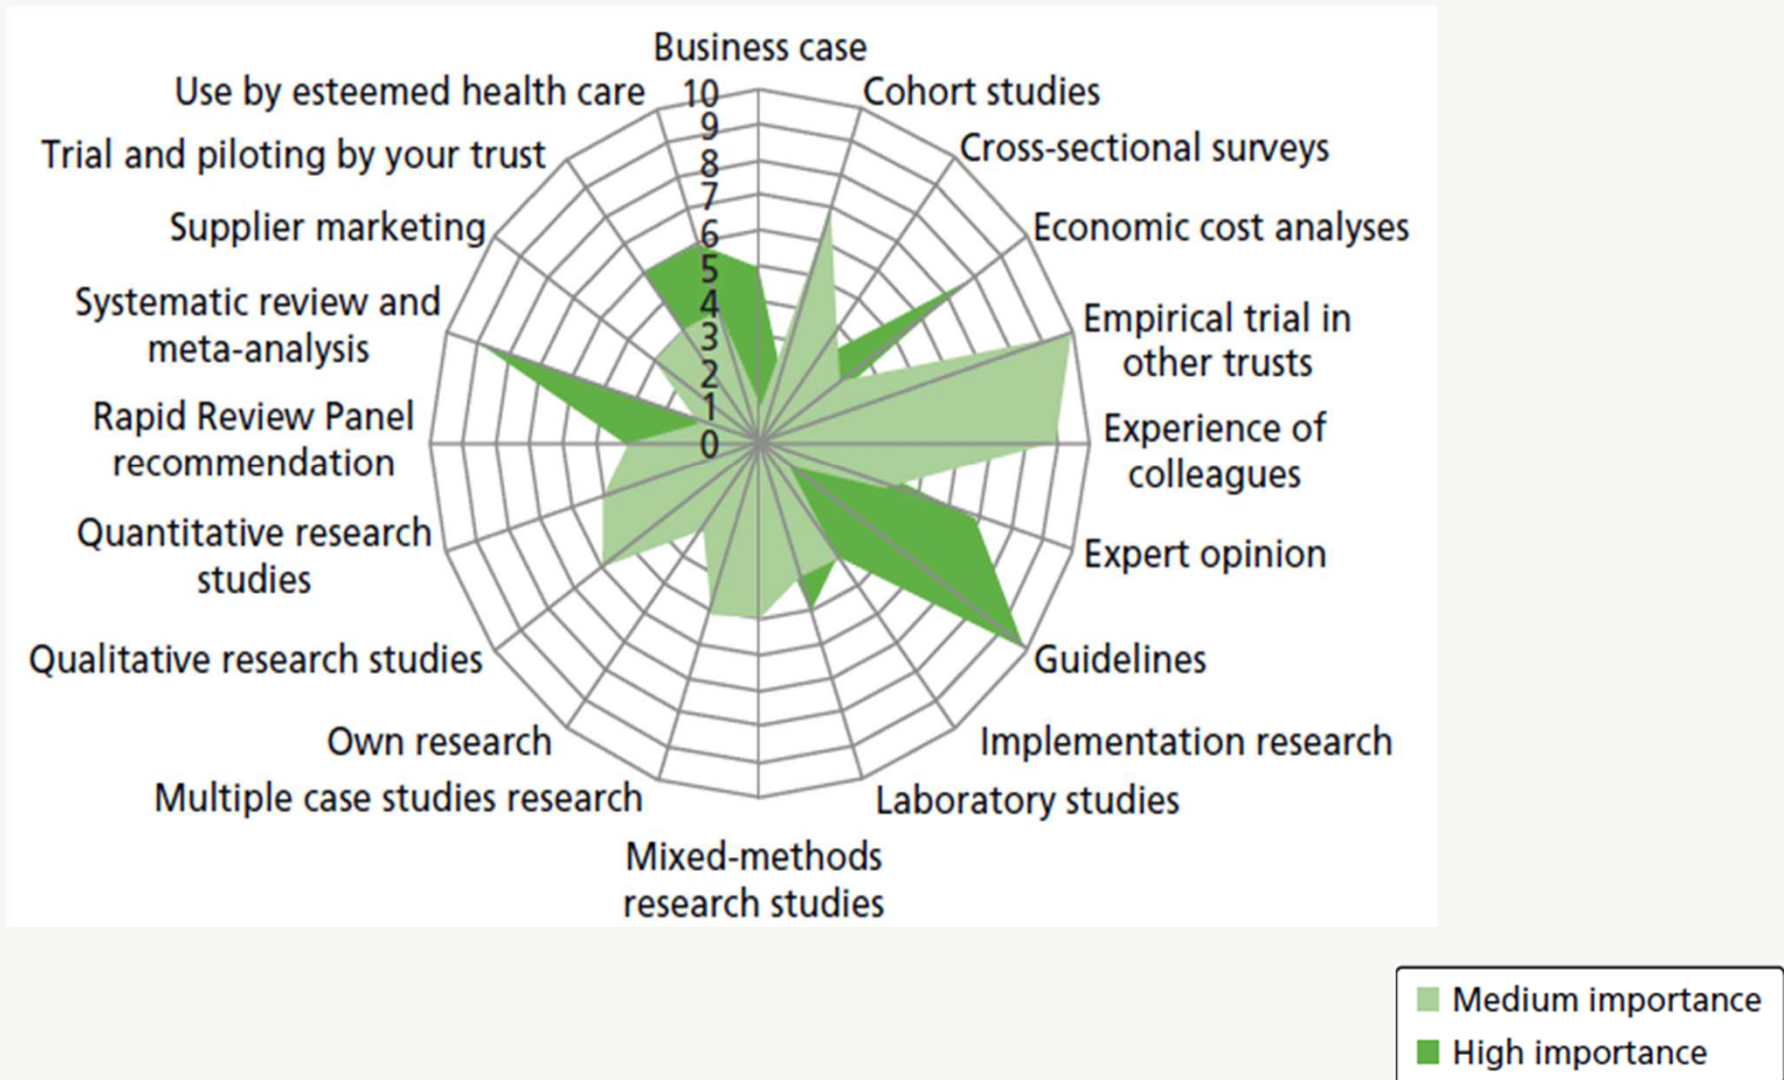 Business case
Use by esteemed health care
Cohort studies
Trial and piloting by your trust
Cross-sectional surveys
Supplier marketing
Economic cost analyses
Systematic review and
meta-analysis
Empirical trial in
other trusts
Rapid Review Panel
recommendation
Experience of
colleagues
Quantitative research
studies
Expert opinion
Qualitative research studies
Guidelines
Own research
Implementation research
Multiple case studies research
Laboratory studies
Mixed-methods
research studies
10
9
8
7
6
5
4
3
2
1
0
Medium importance
High importance